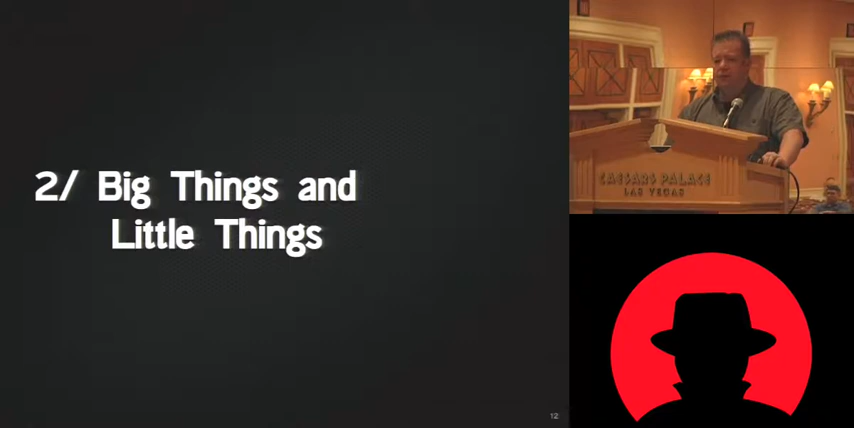 2/ Big Things and
Little Things
CAESARS PALACE
LAS VEGAS
12